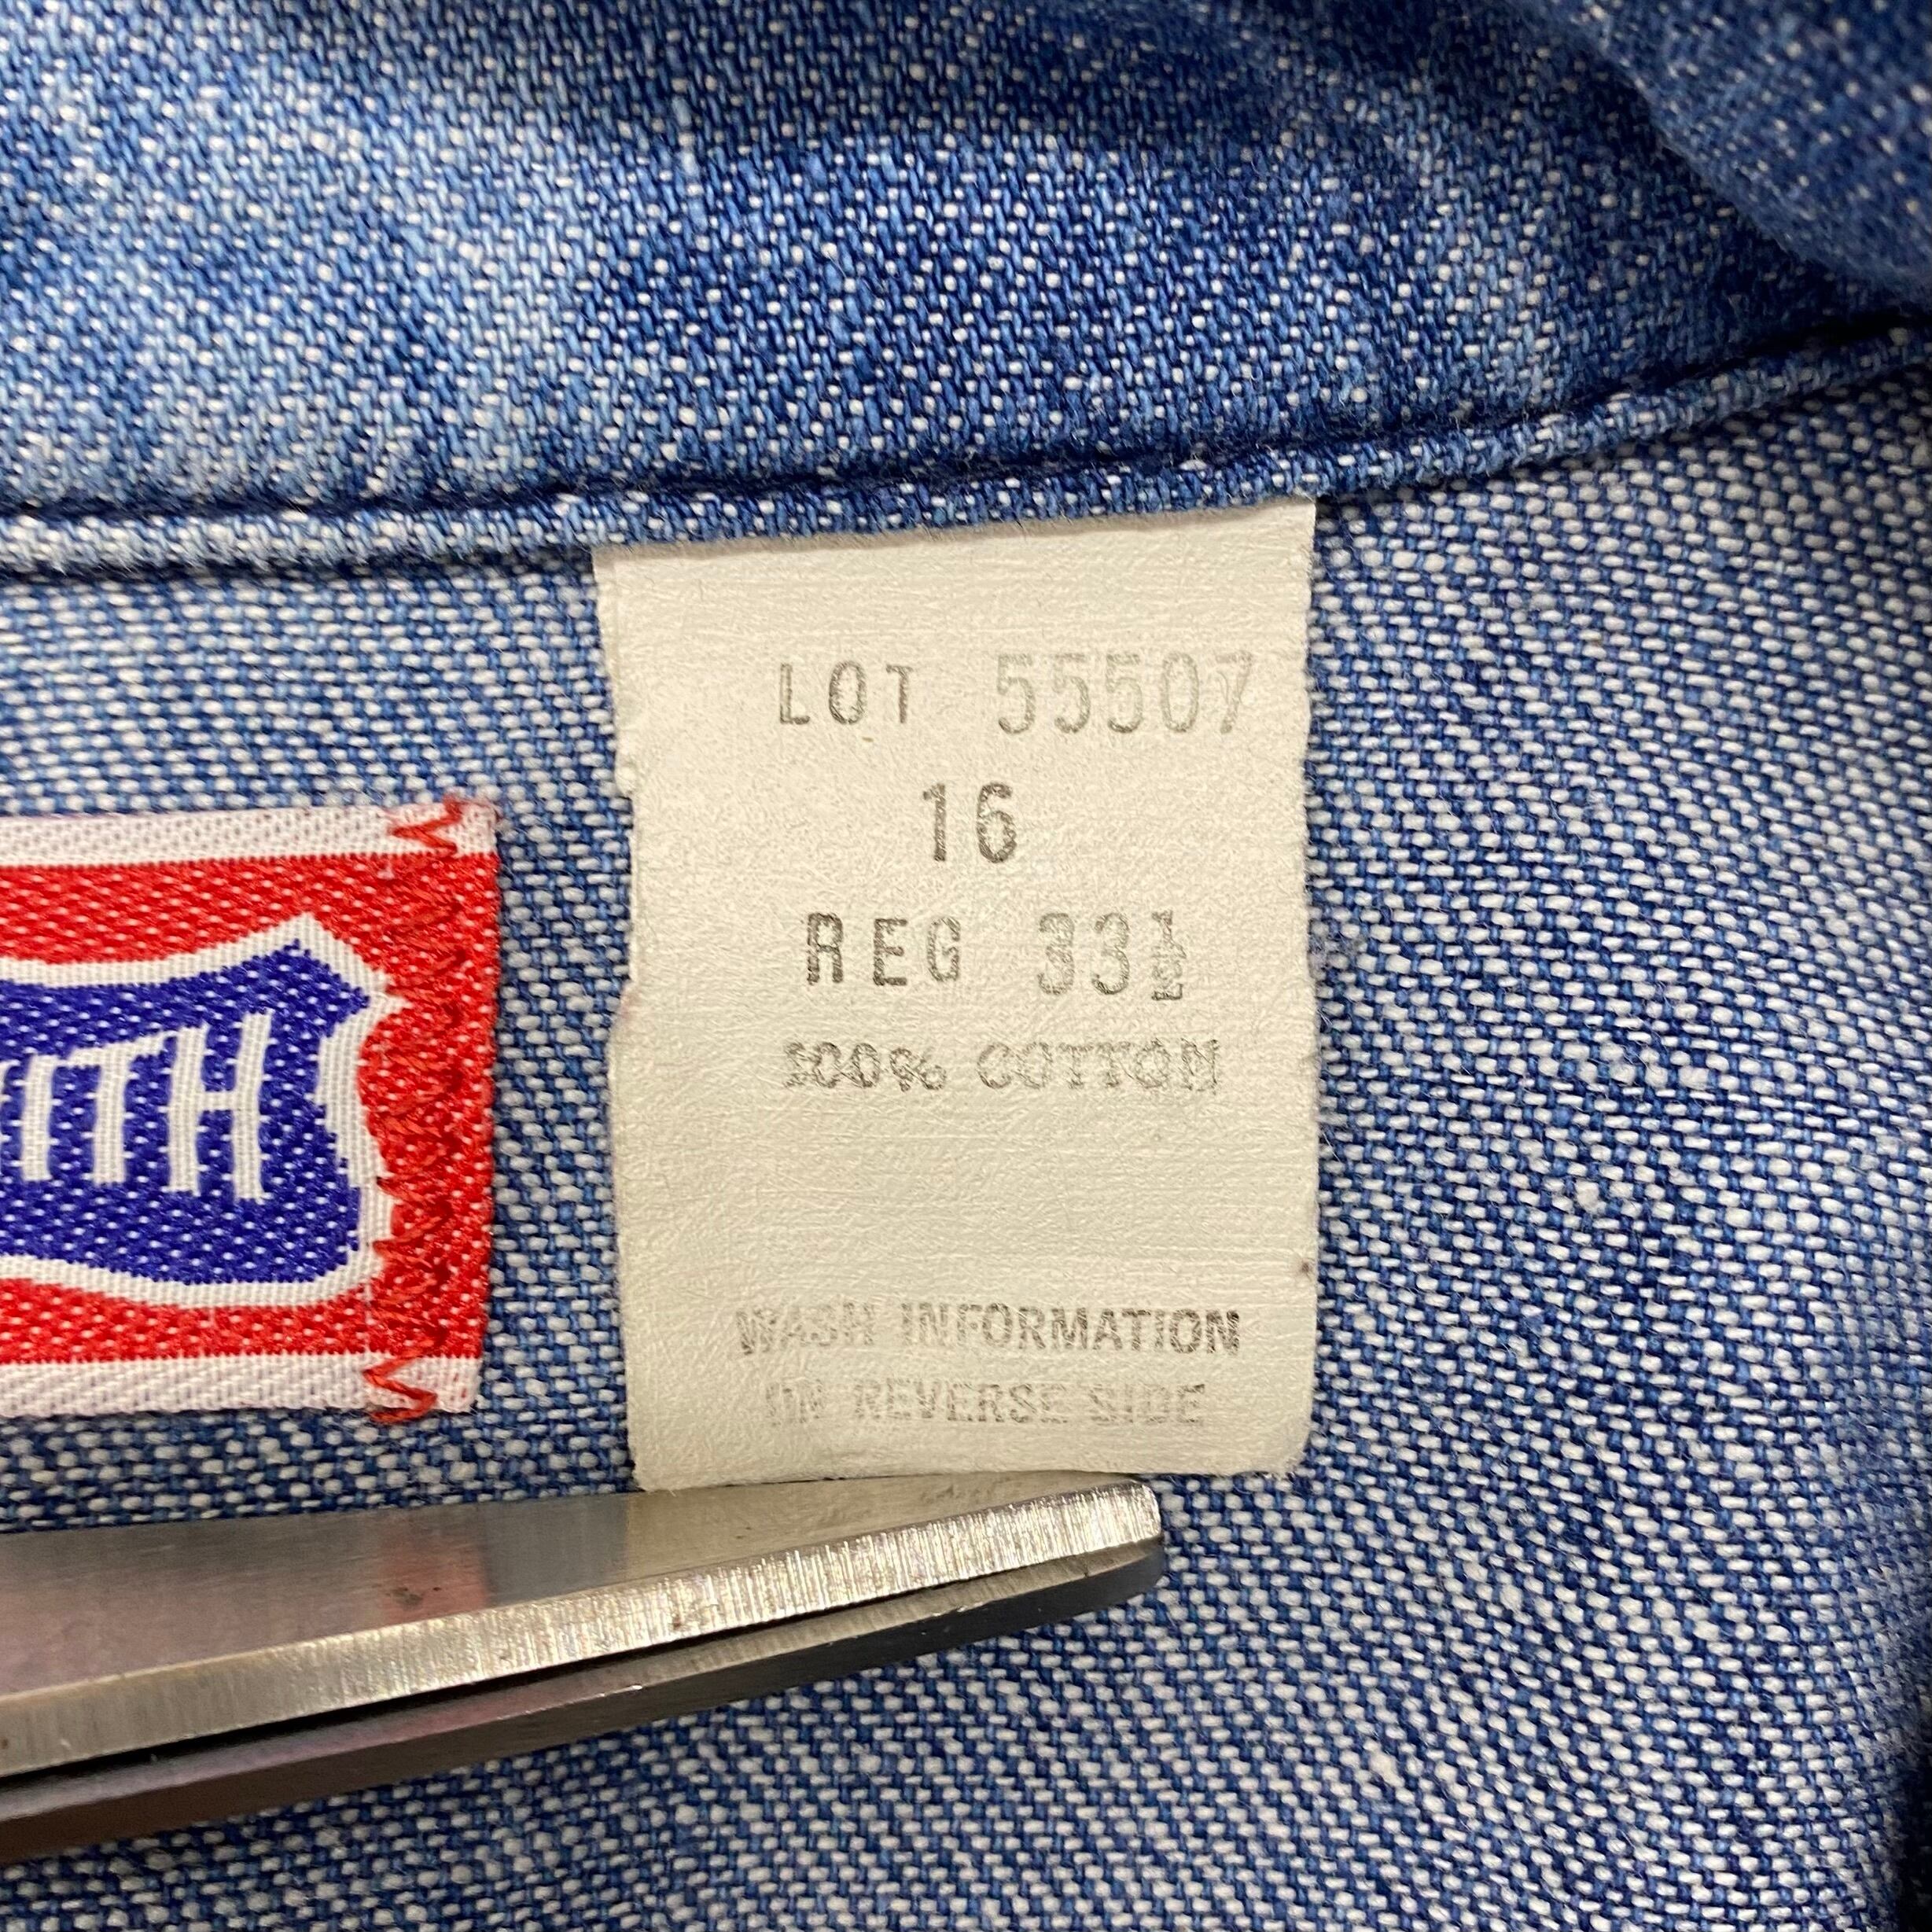 LOT 55507
16
REG 33½
100% COTTON
ITH
WASH INFORMATION
ON REVERSE SIDE